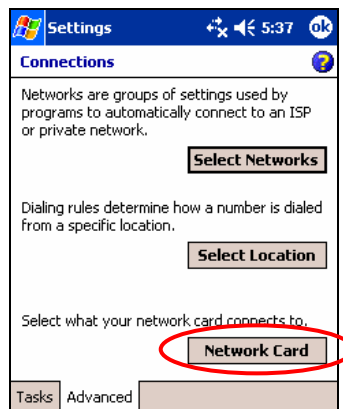 Settings 5:37 ok
Connections ?
Networks are groups of settings used by
programs to automatically connect to an ISP
or private network.
Select Networks
Dialing rules determine how a number is dialed
from a specific location.
Select Location
Select what your network card connects to.
Network Card
Tasks Advanced